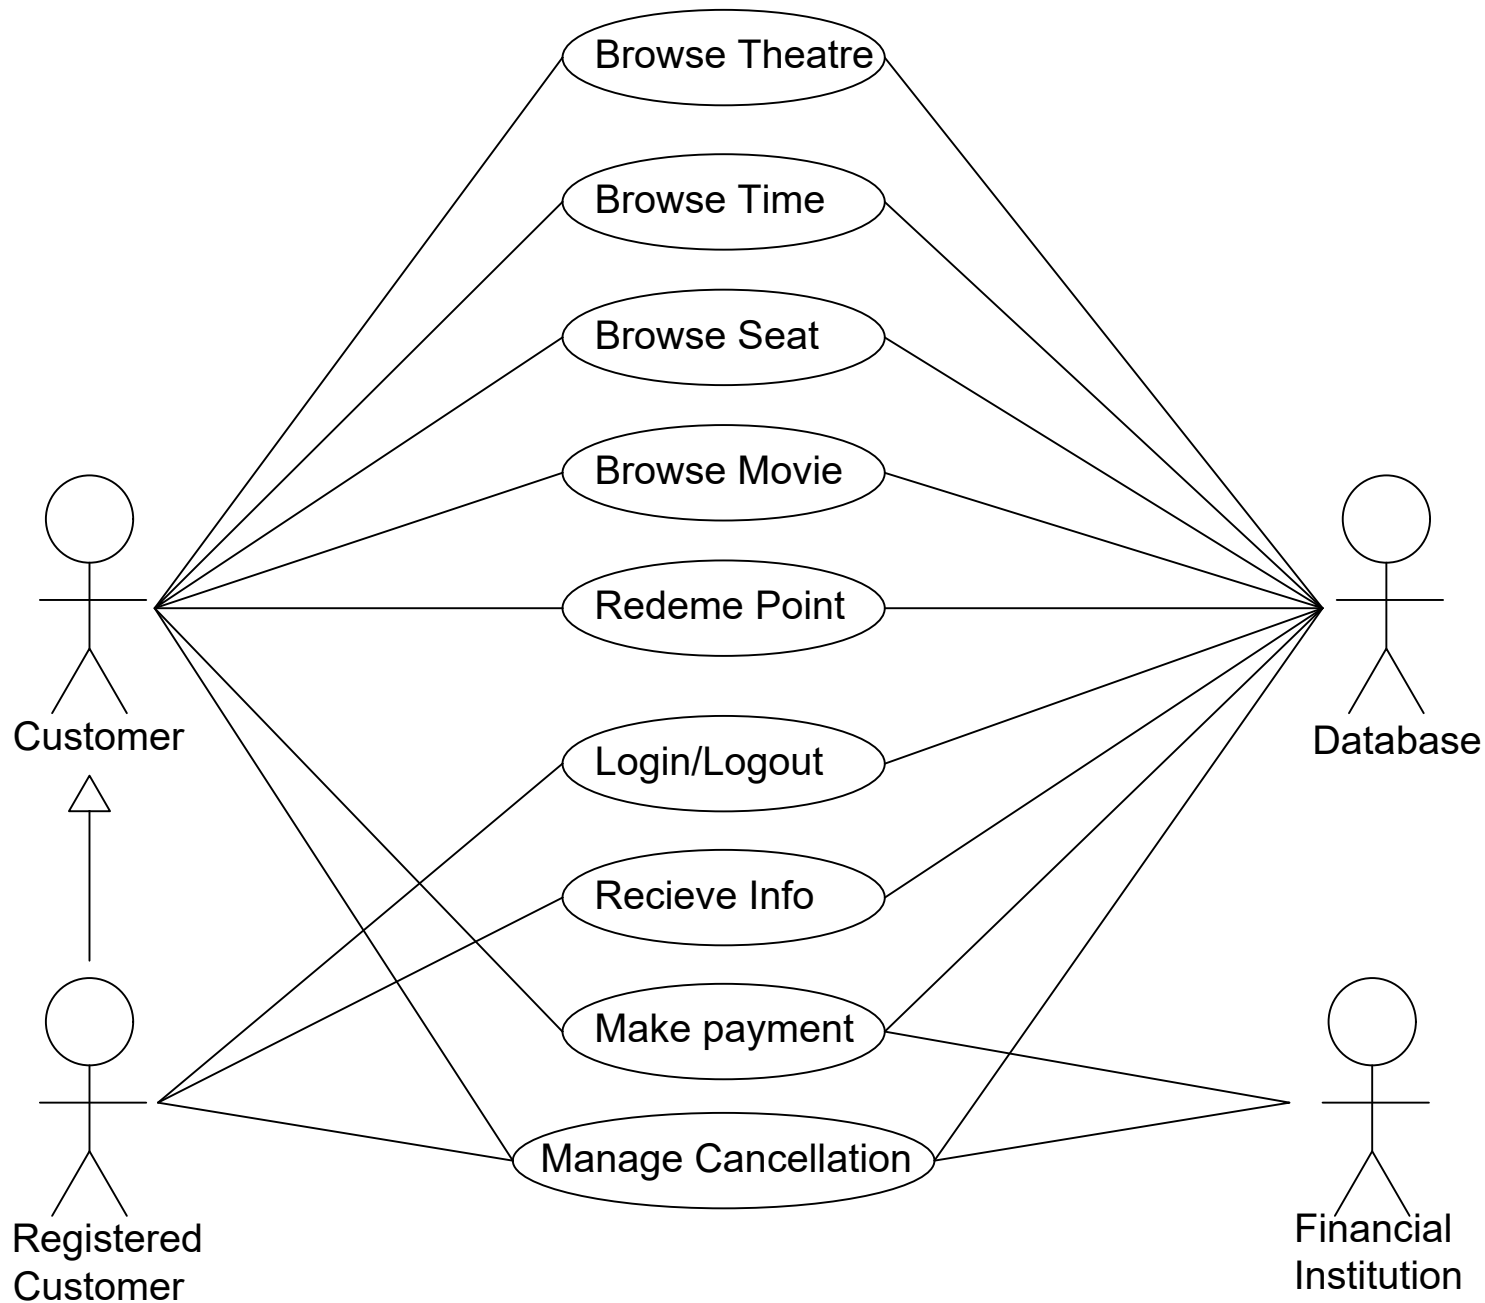 Browse Theatre
Browse Time
Browse Seat
Browse Movie
Redeme Point
Customer
Database
Login/Logout
Recieve Info
Make payment
Manage Cancellation
Registered
Customer
Financial
Institution